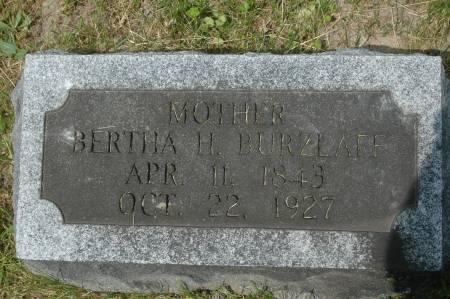 MOTHER
BERTHA H. BURZLAFF
APR. 11, 1843
OCT. 22, 1927